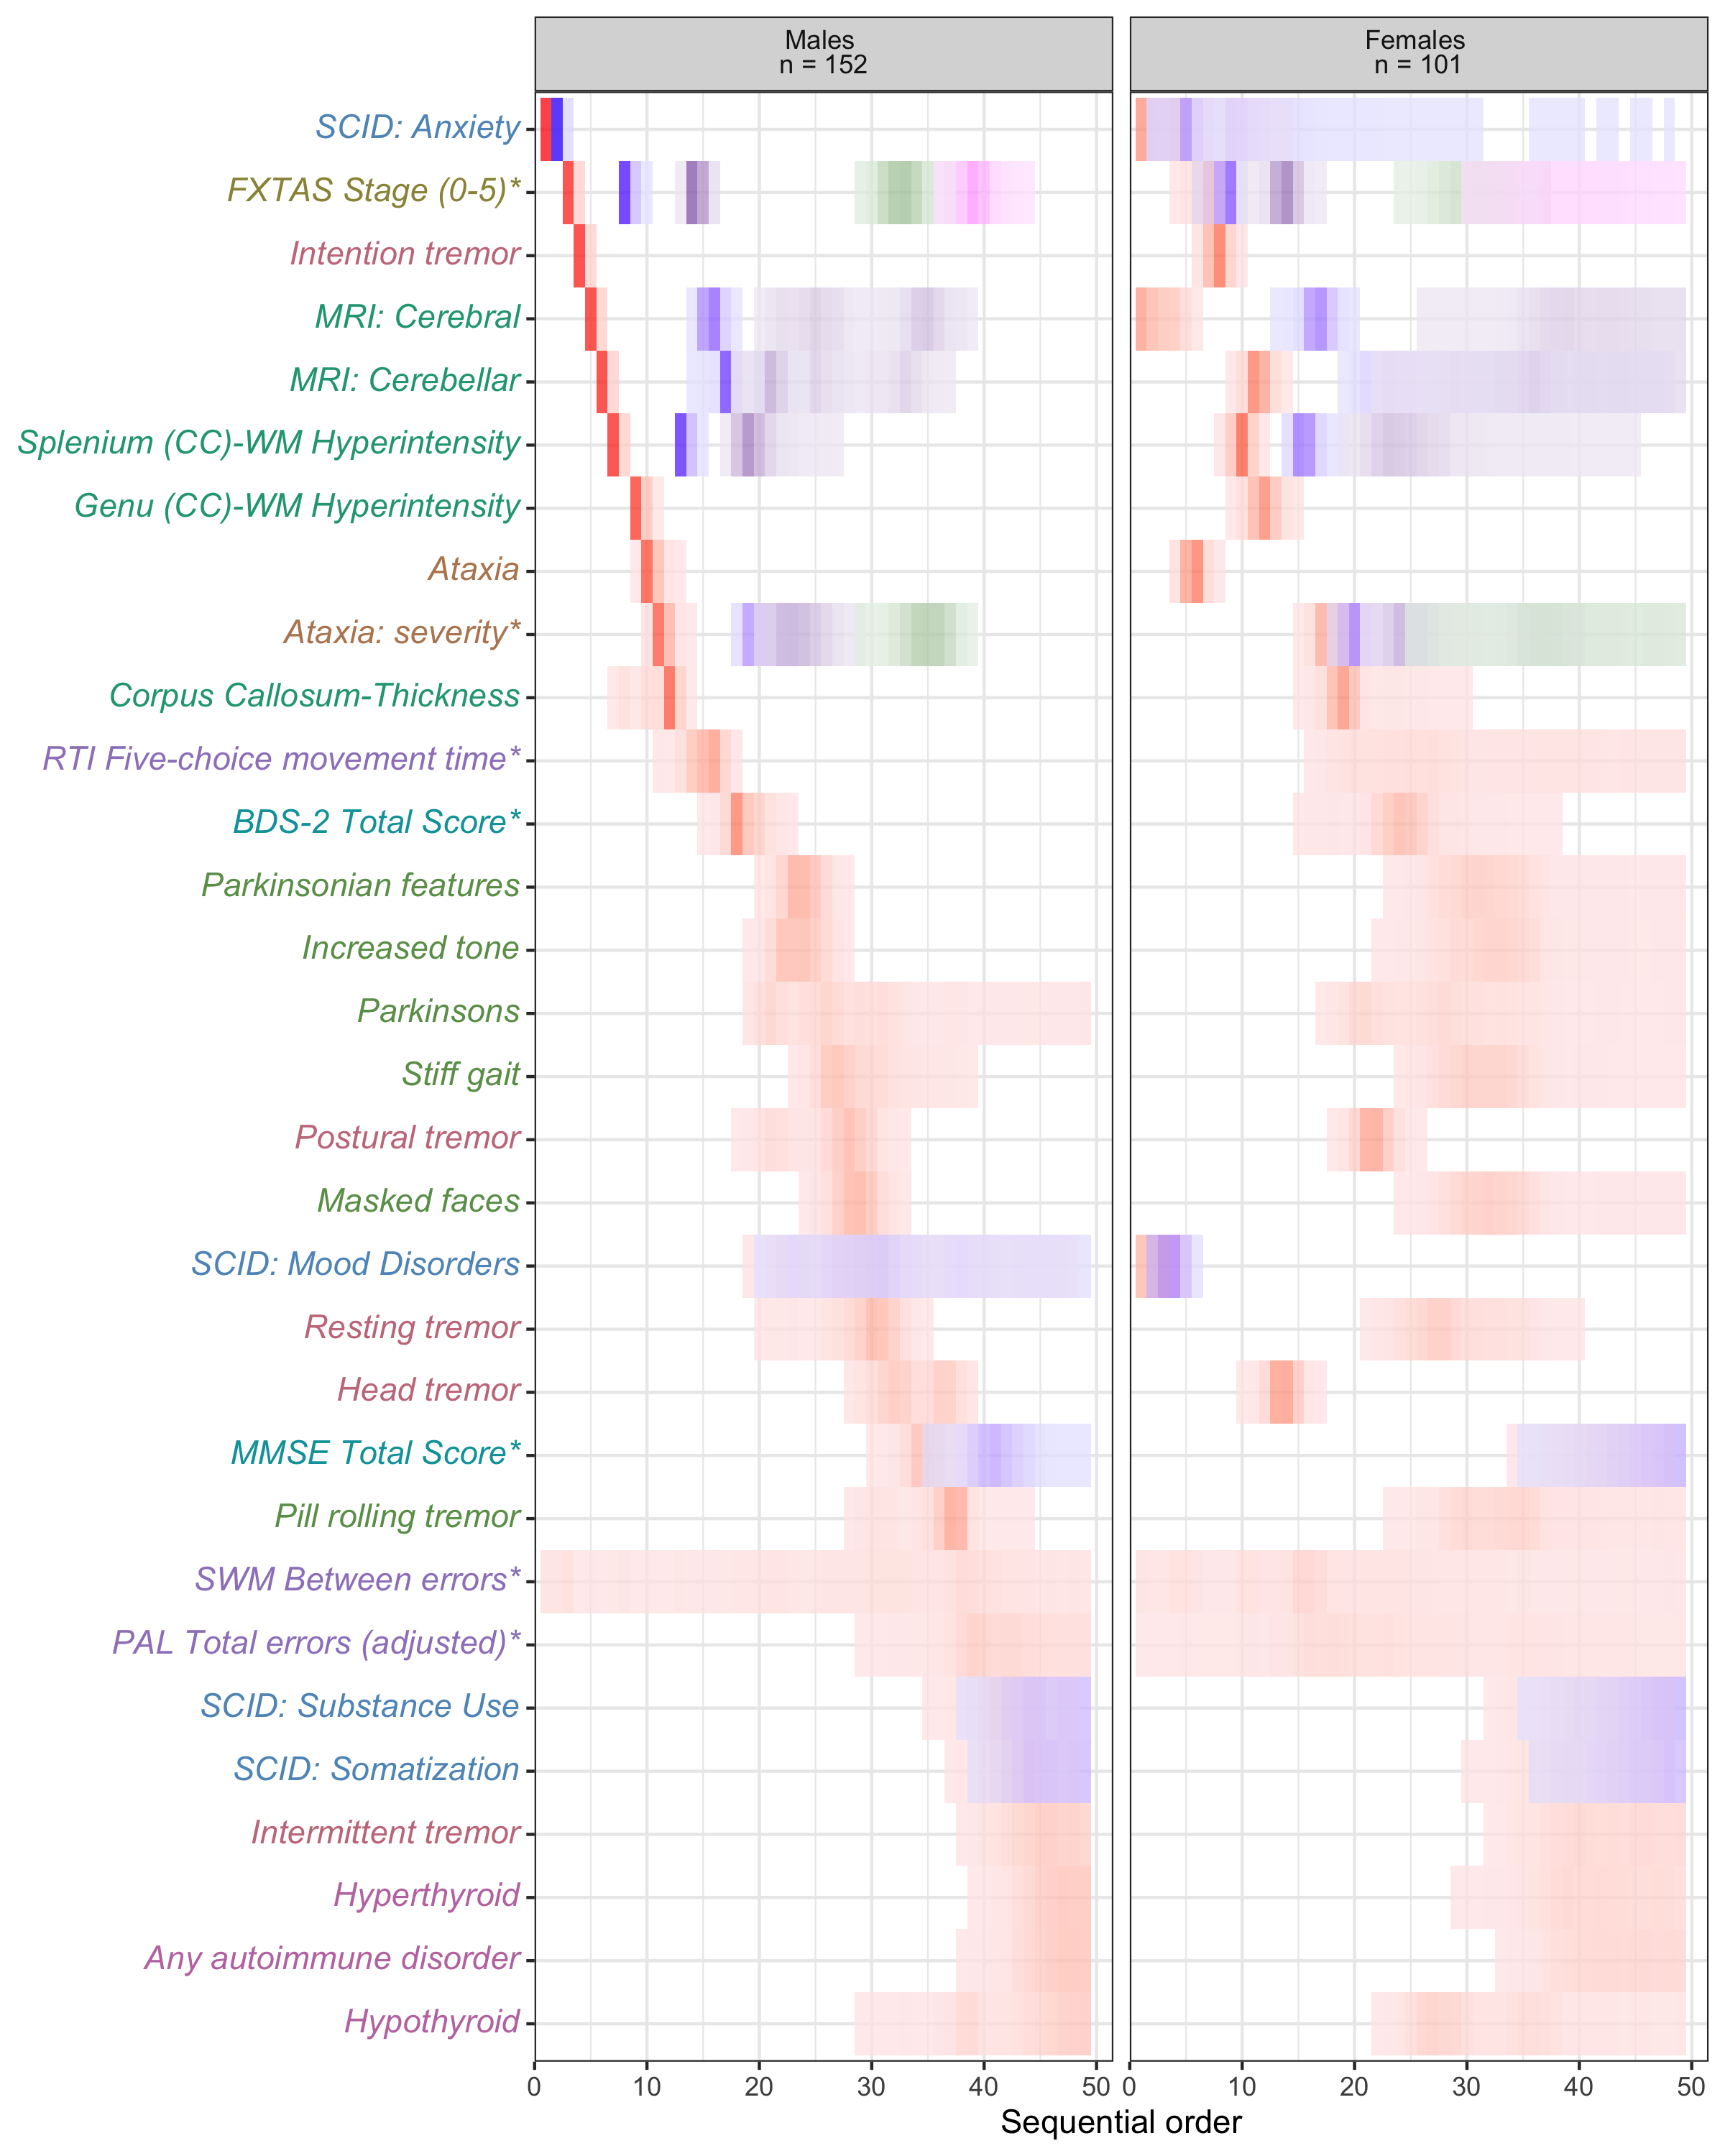 Males
n = 152
Females
n = 101
SCID: Anxiety
FXTAS Stage (0-5)*
Intention tremor
MRI: Cerebral
MRI: Cerebellar
Splenium (CC)-WM Hyperintensity
Genu (CC)-WM Hyperintensity
Ataxia
Ataxia: severity*
Corpus Callosum-Thickness
RTI Five-choice movement time*
BDS-2 Total Score*
Parkinsonian features
Increased tone
Parkinsons
Stiff gait
Postural tremor
Masked faces
SCID: Mood Disorders
Resting tremor
Head tremor
MMSE Total Score*
Pill rolling tremor
SWM Between errors*
PAL Total errors (adjusted)*
SCID: Substance Use
SCID: Somatization
Intermittent tremor
Hyperthyroid
Any autoimmune disorder
Hypothyroid
0 10 20 30 40 50 0 10 20 30 40 50
Sequential order